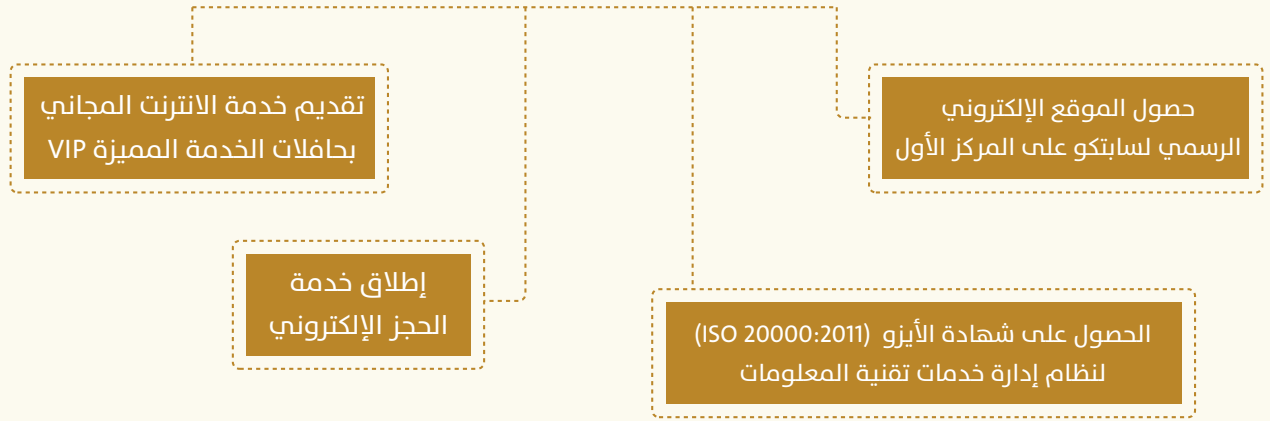 حصول الموقع الإلكتروني
الرسمي لسابتكو على المركز الأول
الحصول على شهادة الأيزو (ISO 20000:2011)
لنظام إدارة خدمات تقنية المعلومات
إطلاق خدمة
الحجز الإلكتروني
تقديم خدمة الانترنت المجاني
بحافلات الخدمة المميزة VIP